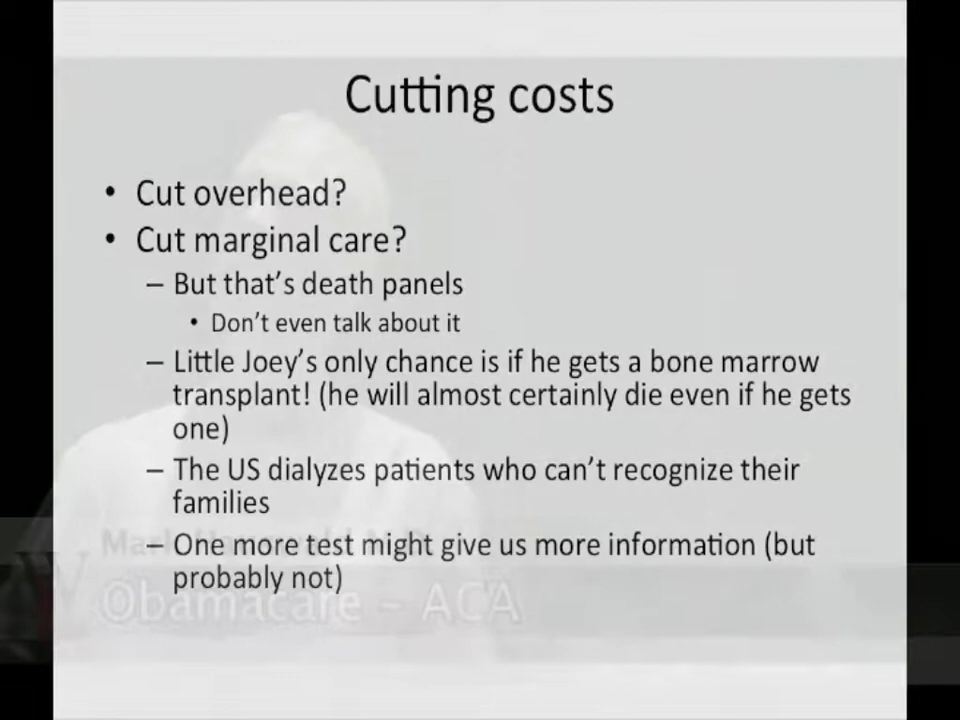 Cutting costs
• Cut overhead?
• Cut marginal care?
– But that's death panels
• Don't even talk about it
– Little Joey's only chance is if he gets a bone marrow
transplant! (he will almost certainly die even if he gets
one)
– The US dialyzes patients who can't recognize their
families
– One more test might give us more information (but
probably not)
Obamacare – ACA